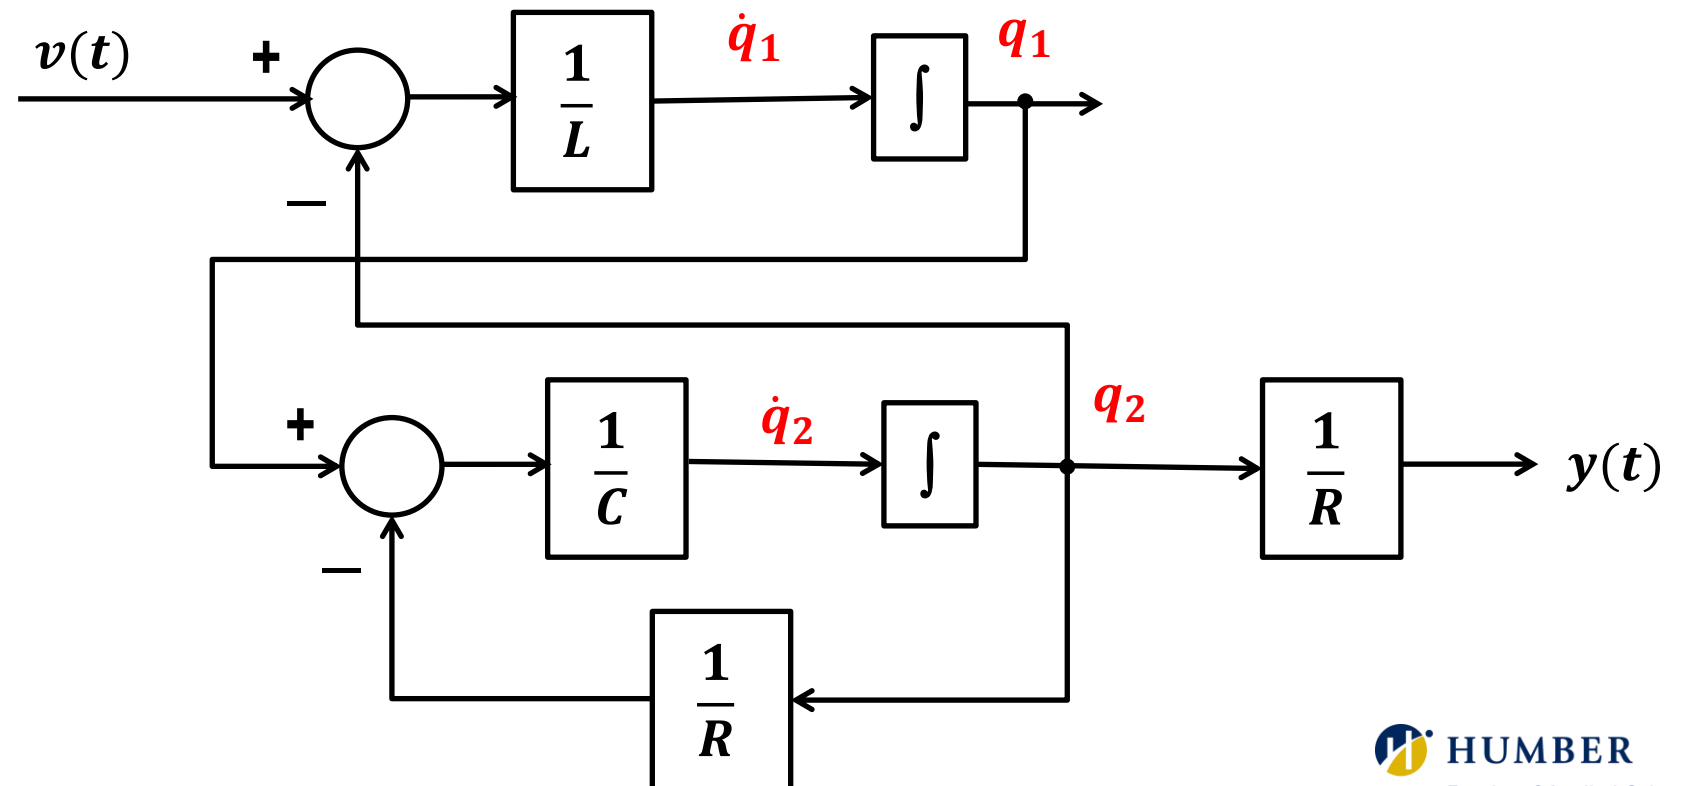 v(t)
+
1/L
q̇₁
∫
q₁
−
+
1/C
q̇₂
∫
q₂
1/R
y(t)
−
1/R
HUMBER